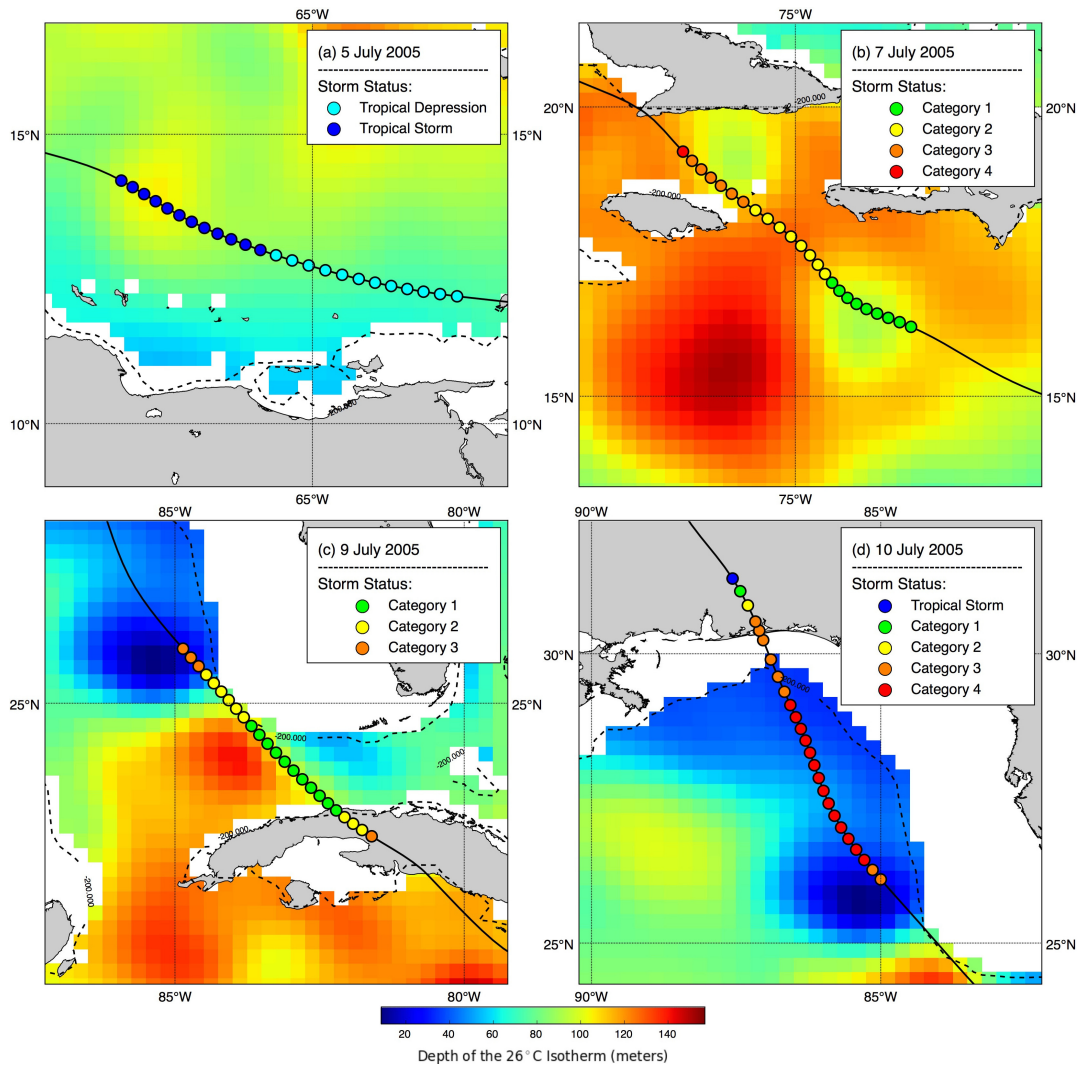 65°W
75°W
(a) 5 July 2005
Storm Status:
Tropical Depression
Tropical Storm
15°N
15°N
10°N
10°N
-200.000
65°W
(b) 7 July 2005
Storm Status:
Category 1
Category 2
Category 3
Category 4
20°N
20°N
-200.000
-200.000
15°N
15°N
75°W
85°W
80°W
(c) 9 July 2005
Storm Status:
Category 1
Category 2
Category 3
25°N
25°N
-200.000
-200.000
-200.000
-200.000
85°W
80°W
90°W
85°W
(d) 10 July 2005
Storm Status:
Tropical Storm
Category 1
Category 2
Category 3
Category 4
30°N
30°N
-200.000
25°N
25°N
90°W
85°W
20 40 60 80 100 120 140
Depth of the 26°C Isotherm (meters)